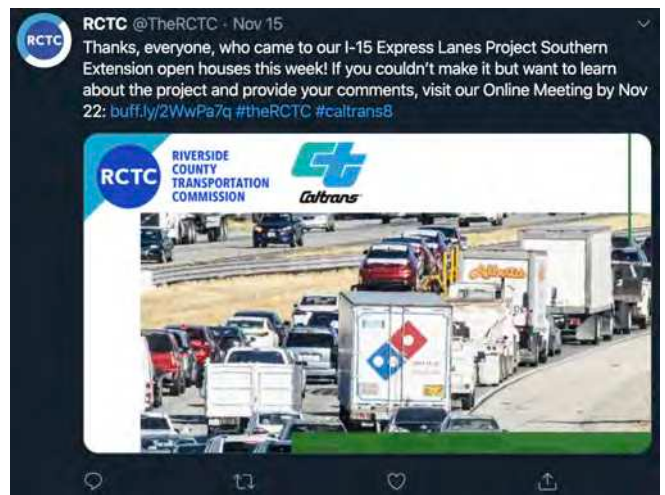 RCTC @TheRCTC · Nov 15
RCTC
Thanks, everyone, who came to our I-15 Express Lanes Project Southern
Extension open houses this week! If you couldn't make it but want to learn
about the project and provide your comments, visit our Online Meeting by Nov
22: buff.ly/2WwPa7q #theRCTC #caltrans8
RCTC
RIVERSIDE
COUNTY
TRANSPORTATION
COMMISSION
Caltrans